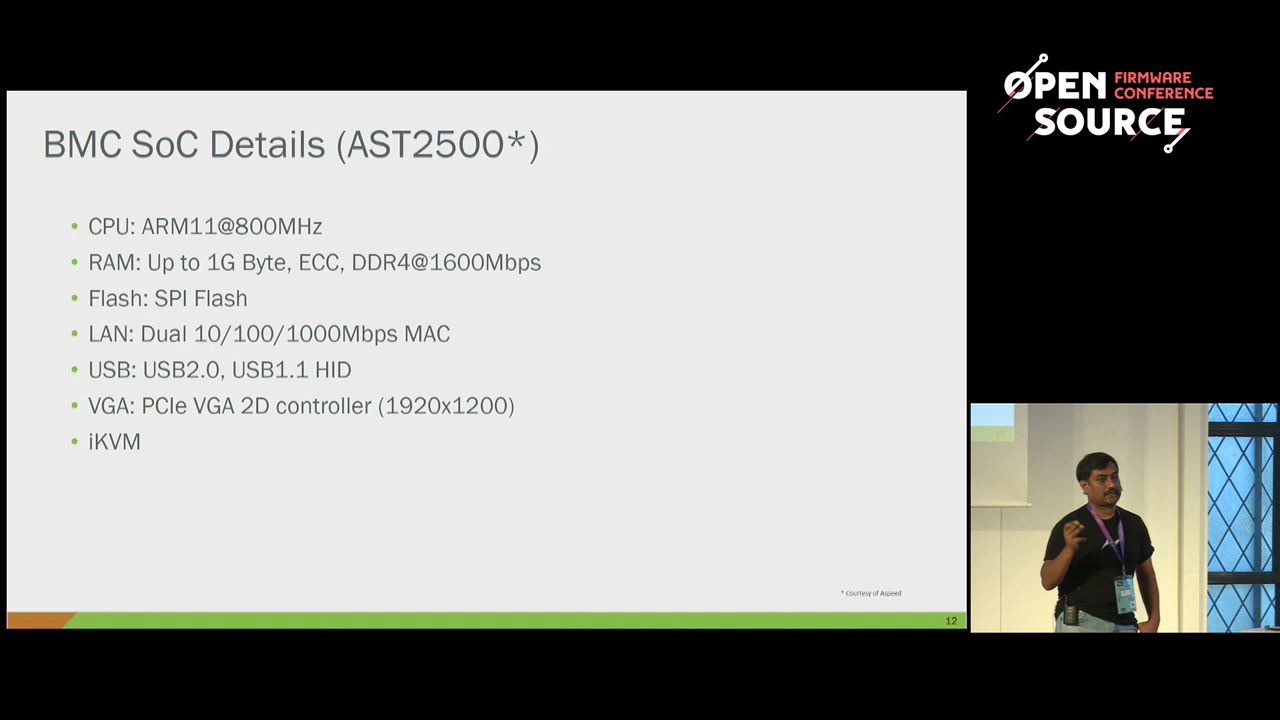 BMC SoC Details (AST2500*)
• CPU: ARM11@800MHz
• RAM: Up to 1G Byte, ECC, DDR4@1600Mbps
• Flash: SPI Flash
• LAN: Dual 10/100/1000Mbps MAC
• USB: USB2.0, USB1.1 HID
• VGA: PCIe VGA 2D controller (1920x1200)
• iKVM
* Courtesy of Aspeed
12
OPEN FIRMWARE
CONFERENCE
SOURCE
12